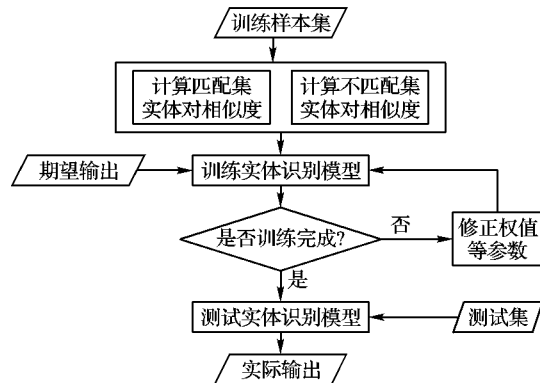 训练样本集
计算匹配集
实体对相似度
计算不匹配集
实体对相似度
期望输出
训练实体识别模型
是否训练完成?
否
修正权值
等参数
是
测试实体识别模型
测试集
实际输出